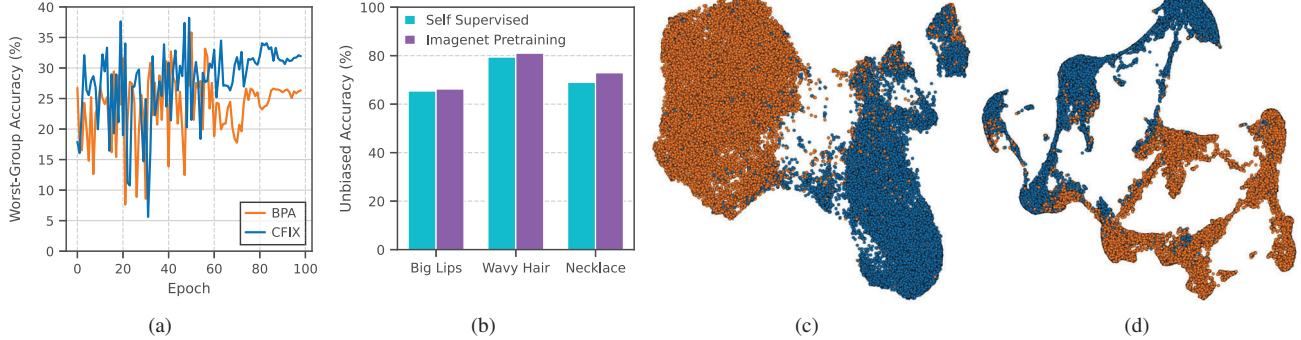 Worst-Group Accuracy (%)
40
35
30
25
20
15
10
5
0
0 20 40 60 80 100
Epoch
BPA
CFIX
(a)
Unbiased Accuracy (%)
100
80
60
40
20
0
Self Supervised
Imagenet Pretraining
Big Lips Wavy Hair Necklace
(b)
(c)
(d)